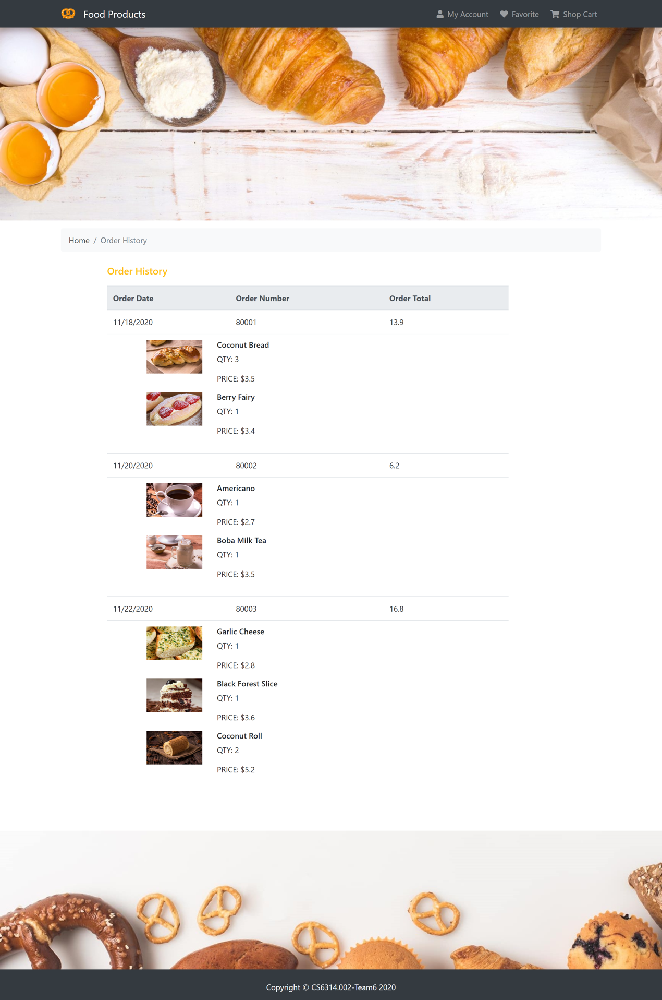 Food Products
My Account Favorite Shop Cart
Home / Order History
Order History
Order Date Order Number Order Total
11/18/2020 80001 13.9
Coconut Bread
QTY: 3
PRICE: $3.5
Berry Fairy
QTY: 1
PRICE: $3.4
11/20/2020 80002 6.2
Americano
QTY: 1
PRICE: $2.7
Boba Milk Tea
QTY: 1
PRICE: $3.5
11/22/2020 80003 16.8
Garlic Cheese
QTY: 1
PRICE: $2.8
Black Forest Slice
QTY: 1
PRICE: $3.6
Coconut Roll
QTY: 2
PRICE: $5.2
Copyright © CS6314.002-Team6 2020